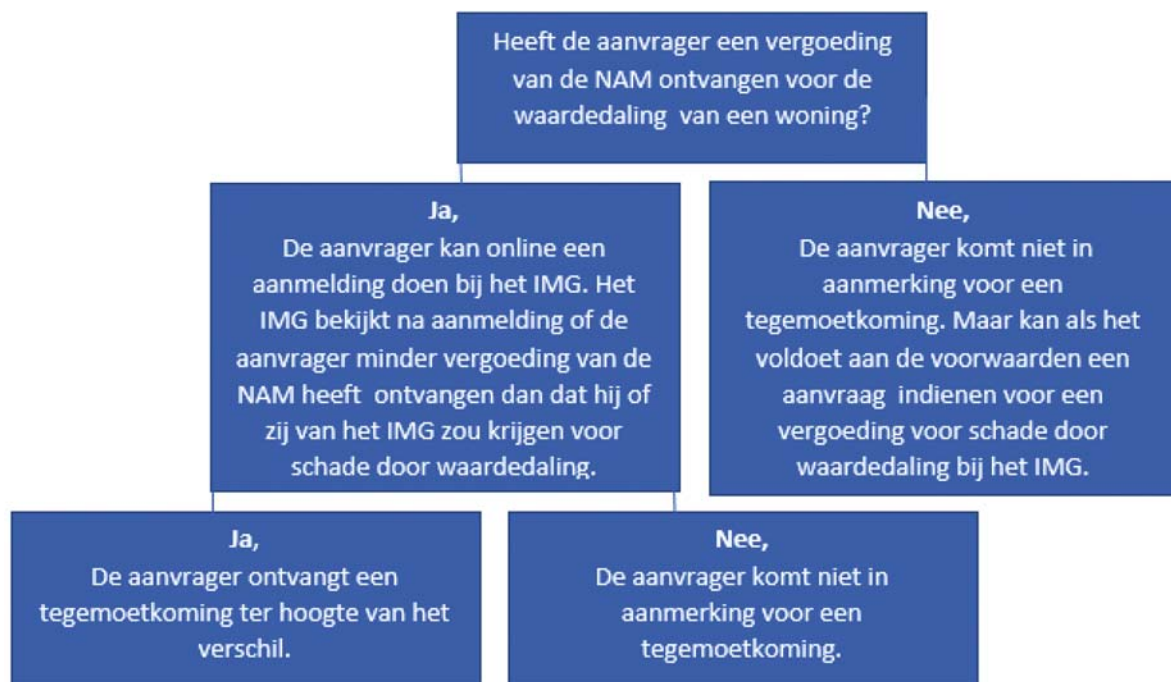 Heeft de aanvrager een vergoeding
van de NAM ontvangen voor de
waardedaling van een woning?
Ja,
De aanvrager kan online een
aanmelding doen bij het IMG. Het
IMG bekijkt na aanmelding of de
aanvrager minder vergoeding van de
NAM heeft ontvangen dan dat hij of
zij van het IMG zou krijgen voor
schade door waardedaling.
Nee,
De aanvrager komt niet in
aanmerking voor een
tegemoetkoming. Maar kan als het
voldoet aan de voorwaarden een
aanvraag indienen voor een
vergoeding voor schade door
waardedaling bij het IMG.
Ja,
De aanvrager ontvangt een
tegemoetkoming ter hoogte van het
verschil.
Nee,
De aanvrager komt niet in
aanmerking voor een
tegemoetkoming.